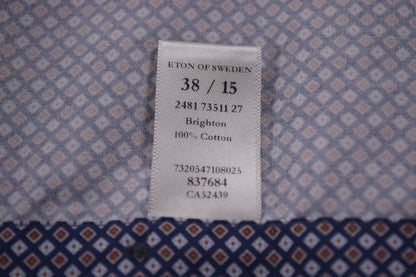 ETON OF SWEDEN
38 / 15
2481 73511 27
Brighton
100% Cotton
7320547108025
837684
CA52439